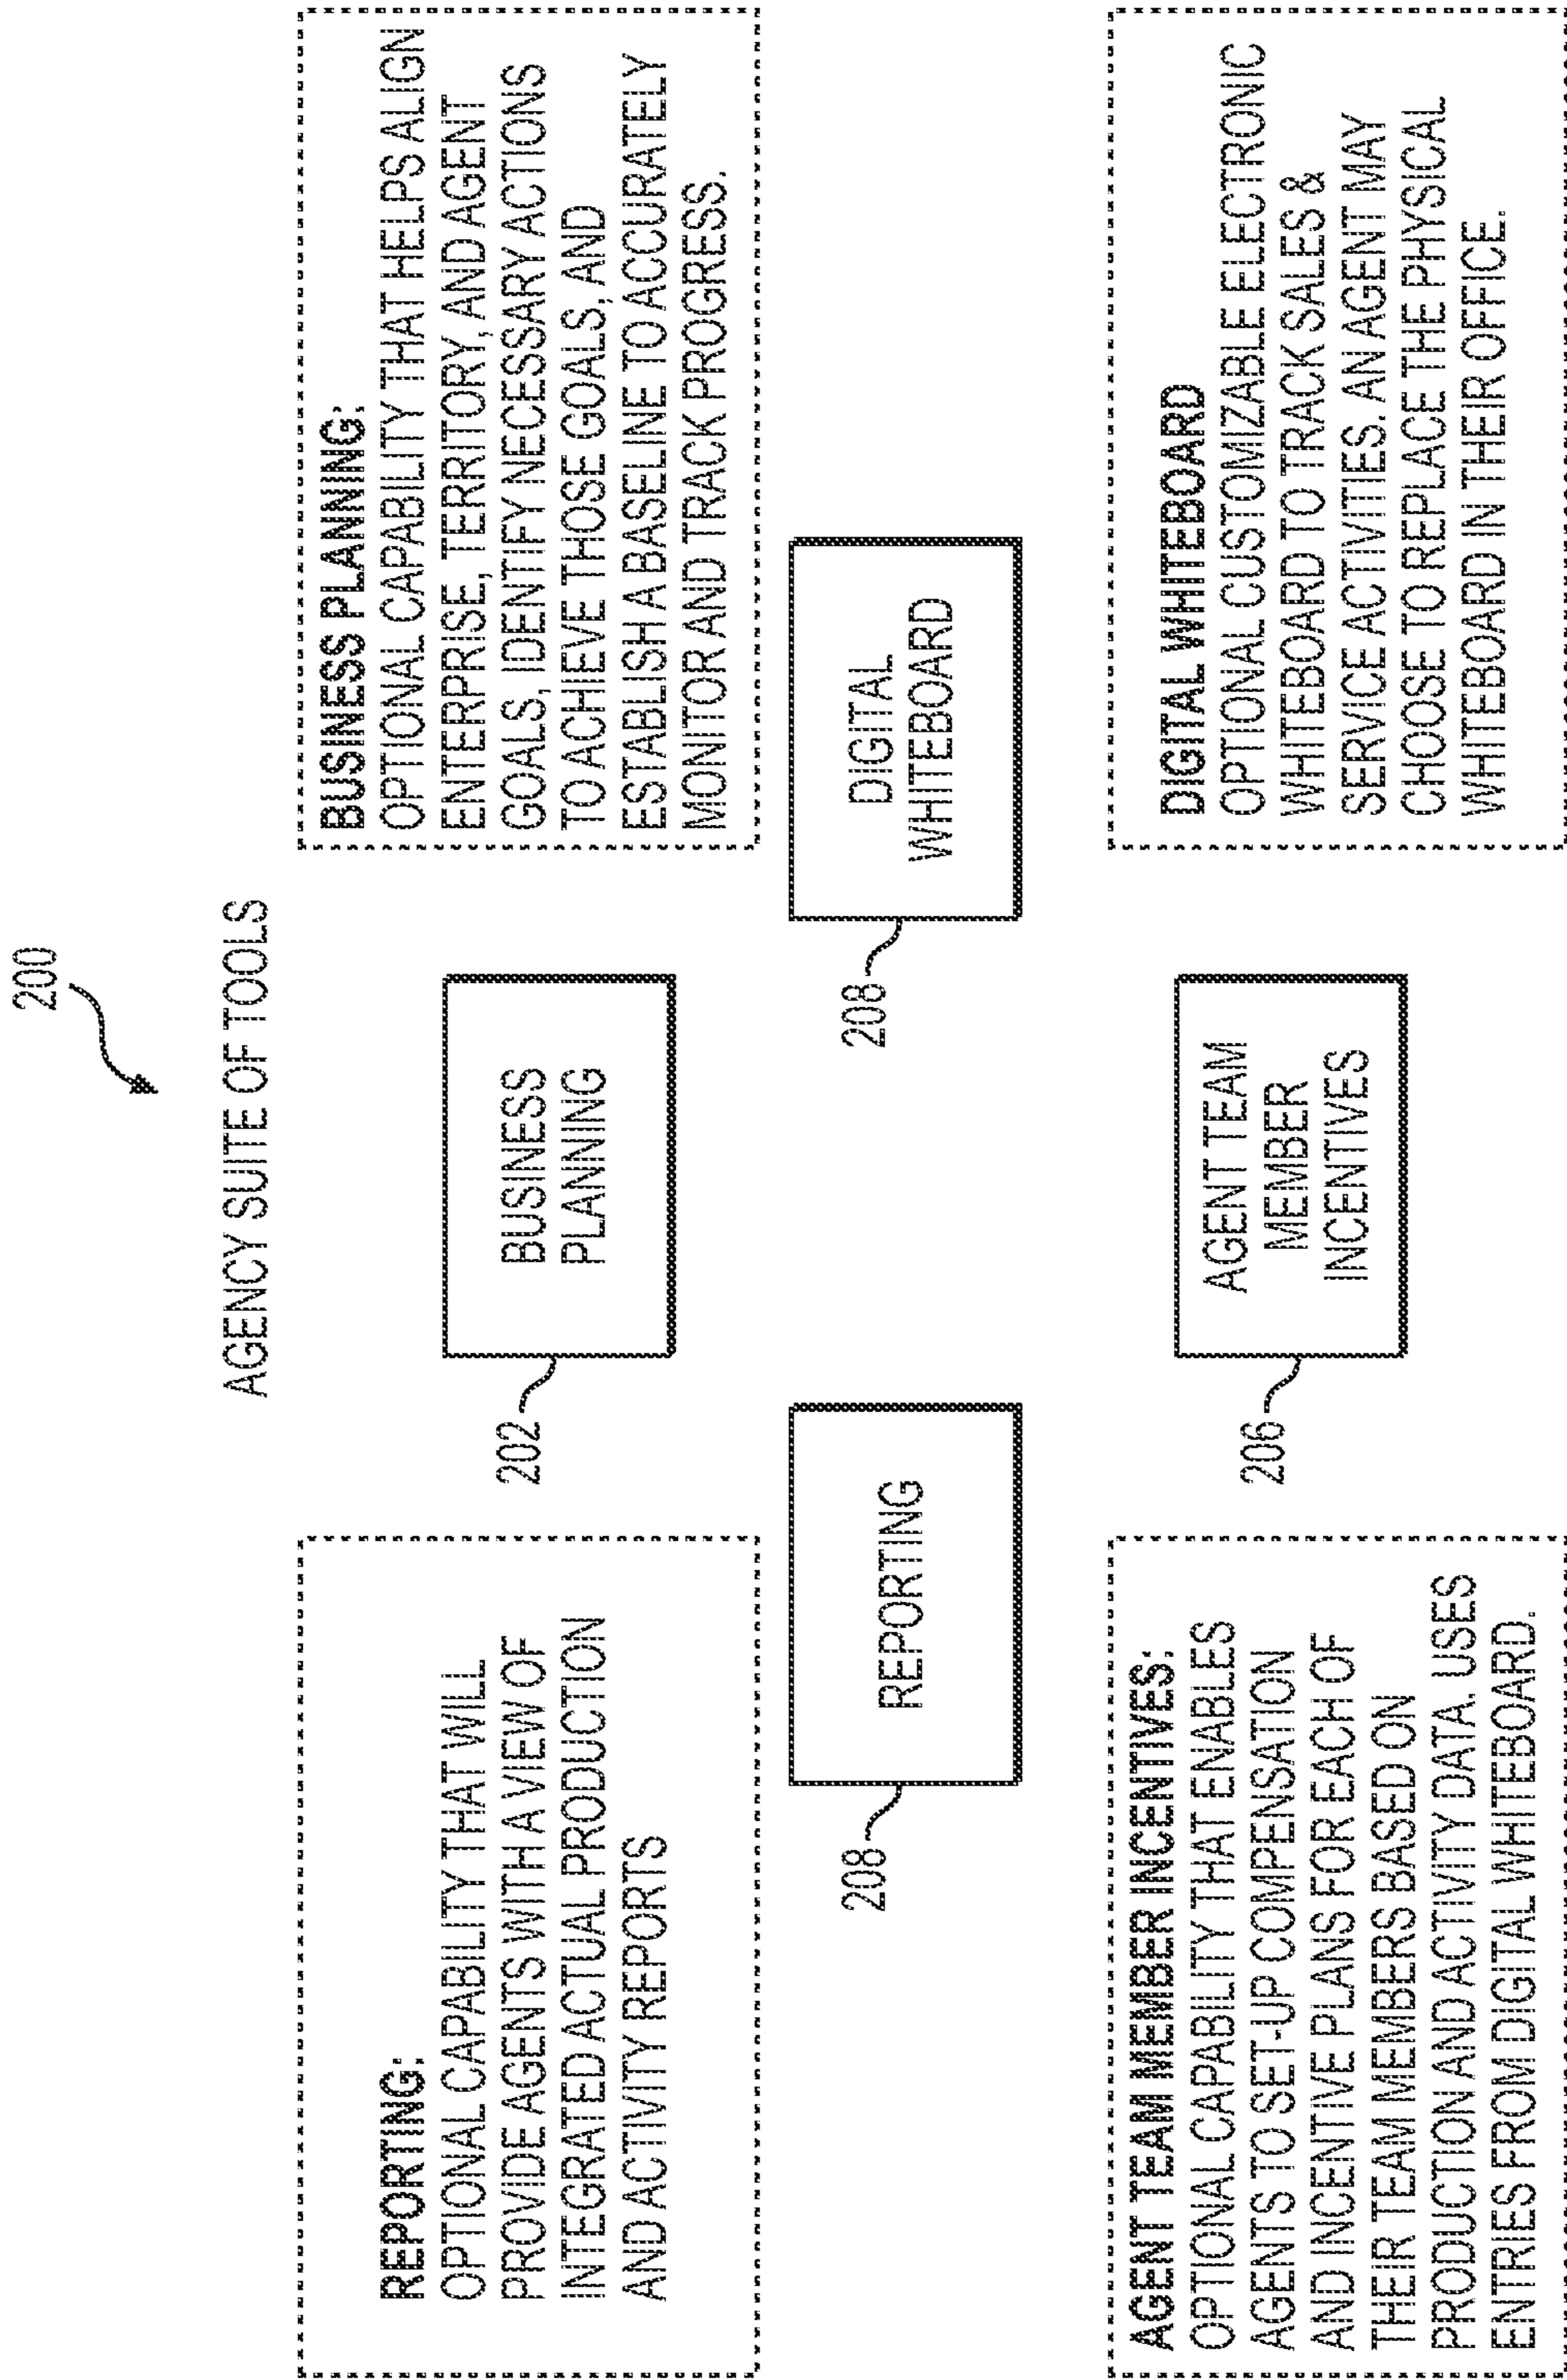 200
AGENCY SUITE OF TOOLS
REPORTING:
OPTIONAL CAPABILITY THAT WILL
PROVIDE AGENTS WITH A VIEW OF
INTEGRATED ACTUAL PRODUCTION
AND ACTIVITY REPORTS
202
BUSINESS
PLANNING
BUSINESS PLANNING:
OPTIONAL CAPABILITY THAT HELPS ALIGN
ENTERPRISE, TERRITORY, AND AGENT
GOALS, IDENTIFY NECESSARY ACTIONS
TO ACHIEVE THOSE GOALS, AND
ESTABLISH A BASELINE TO ACCURATELY
MONITOR AND TRACK PROGRESS.
208
REPORTING
208
DIGITAL
WHITEBOARD
AGENT TEAM MEMBER INCENTIVES:
OPTIONAL CAPABILITY THAT ENABLES
AGENTS TO SET-UP COMPENSATION
AND INCENTIVE PLANS FOR EACH OF
THEIR TEAM MEMBERS BASED ON
PRODUCTION AND ACTIVITY DATA. USES
ENTRIES FROM DIGITAL WHITEBOARD.
206
AGENT TEAM
MEMBER
INCENTIVES
DIGITAL WHITEBOARD
OPTIONAL CUSTOMIZABLE ELECTRONIC
WHITEBOARD TO TRACK SALES &
SERVICE ACTIVITIES. AN AGENT MAY
CHOOSE TO REPLACE THE PHYSICAL
WHITEBOARD IN THEIR OFFICE.